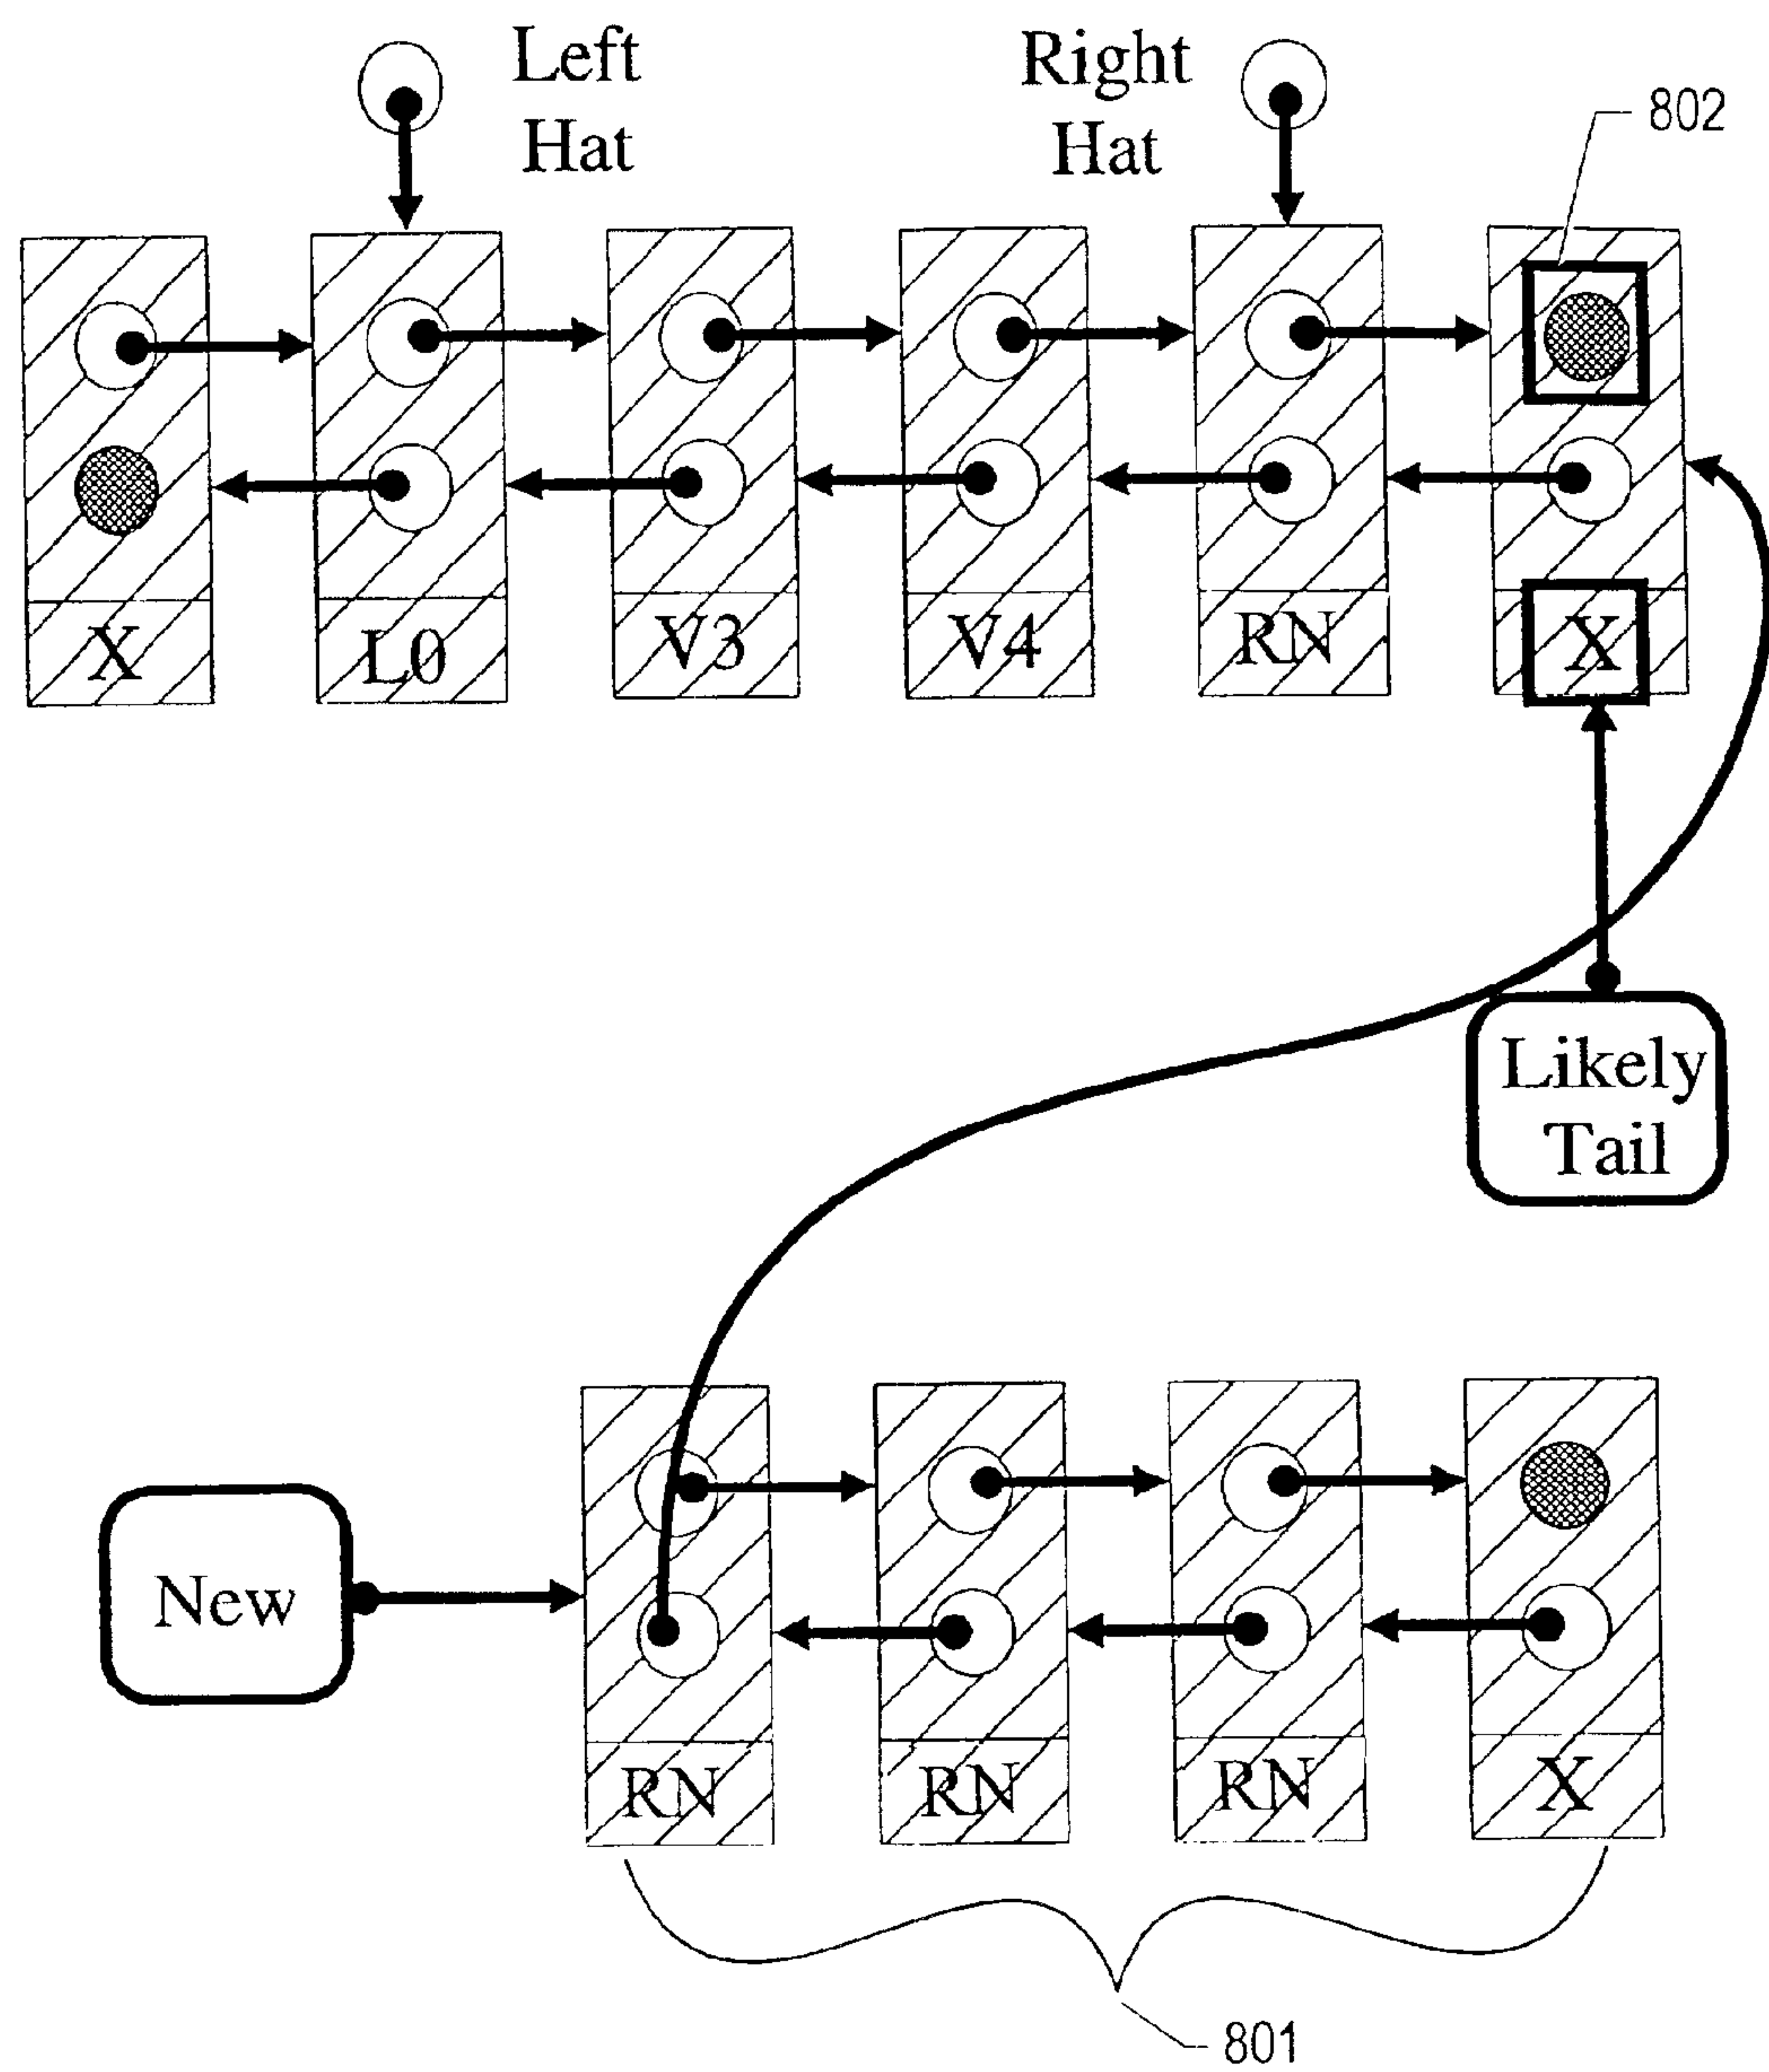 Left
Hat
Right
Hat
802
X
L0
V3
V4
RN
X
Likely
Tail
New
RN
RN
RN
X
801